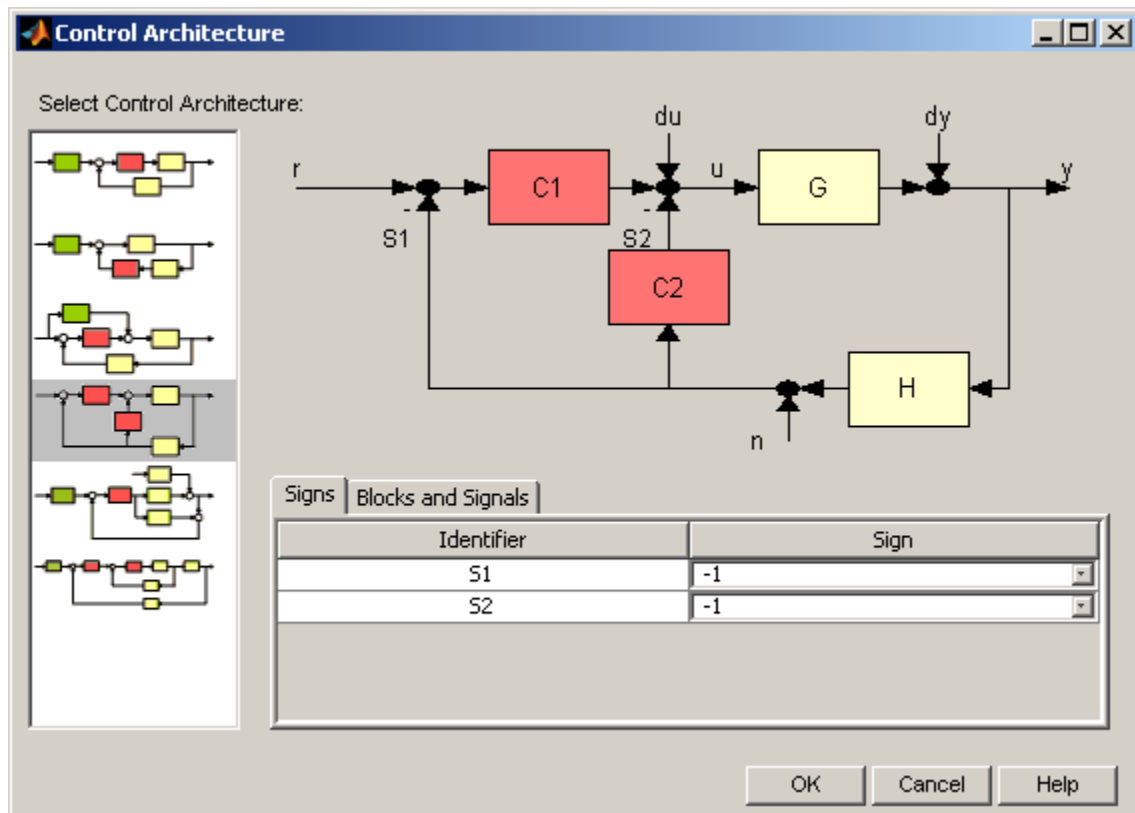 Control Architecture
Select Control Architecture:
du
dy
r
C1
u
G
y
-
-
S1
S2
C2
H
n
Signs
Blocks and Signals
Identifier
Sign
S1
-1
S2
-1
OK
Cancel
Help